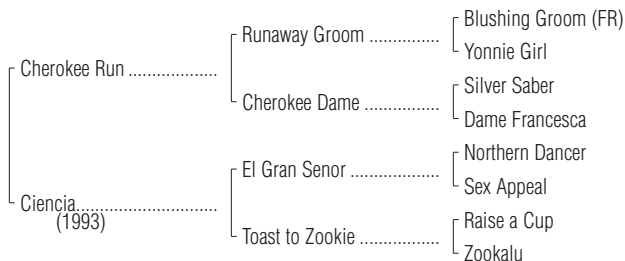 Blushing Groom (FR)
Runaway Groom ................
Yonnie Girl
Cherokee Run ...................
Silver Saber
Cherokee Dame .................
Dame Francesca
Northern Dancer
El Gran Senor ...................
Sex Appeal
Ciencia..............................
(1993)
Raise a Cup
Toast to Zookie .................
Zookalu